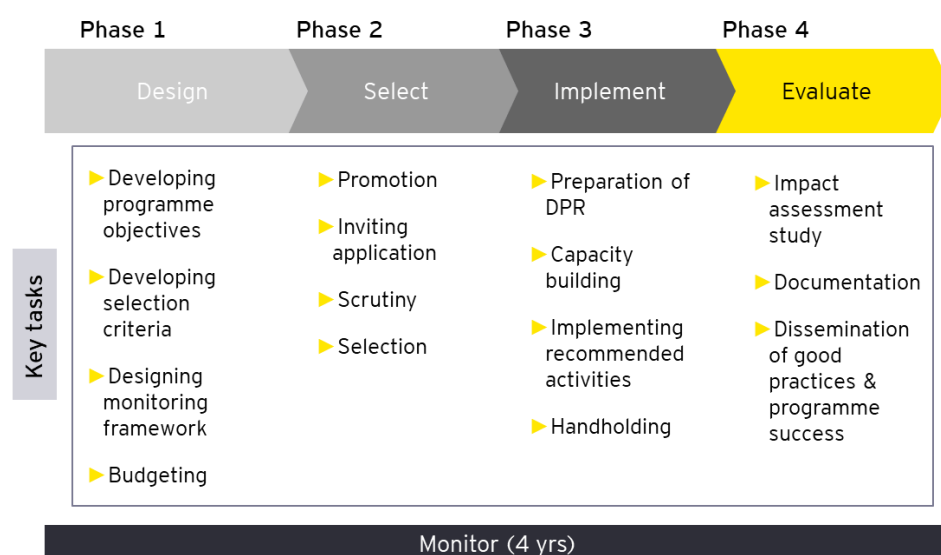 Phase 1
Phase 2
Phase 3
Phase 4
Design
Select
Implement
Evaluate
Key tasks
Developing
programme
objectives
Developing
selection
criteria
Designing
monitoring
framework
Budgeting
Promotion
Inviting
application
Scrutiny
Selection
Preparation of
DPR
Capacity
building
Implementing
recommended
activities
Handholding
Impact
assessment
study
Documentation
Dissemination
of good
practices &
programme
success
Monitor (4 yrs)